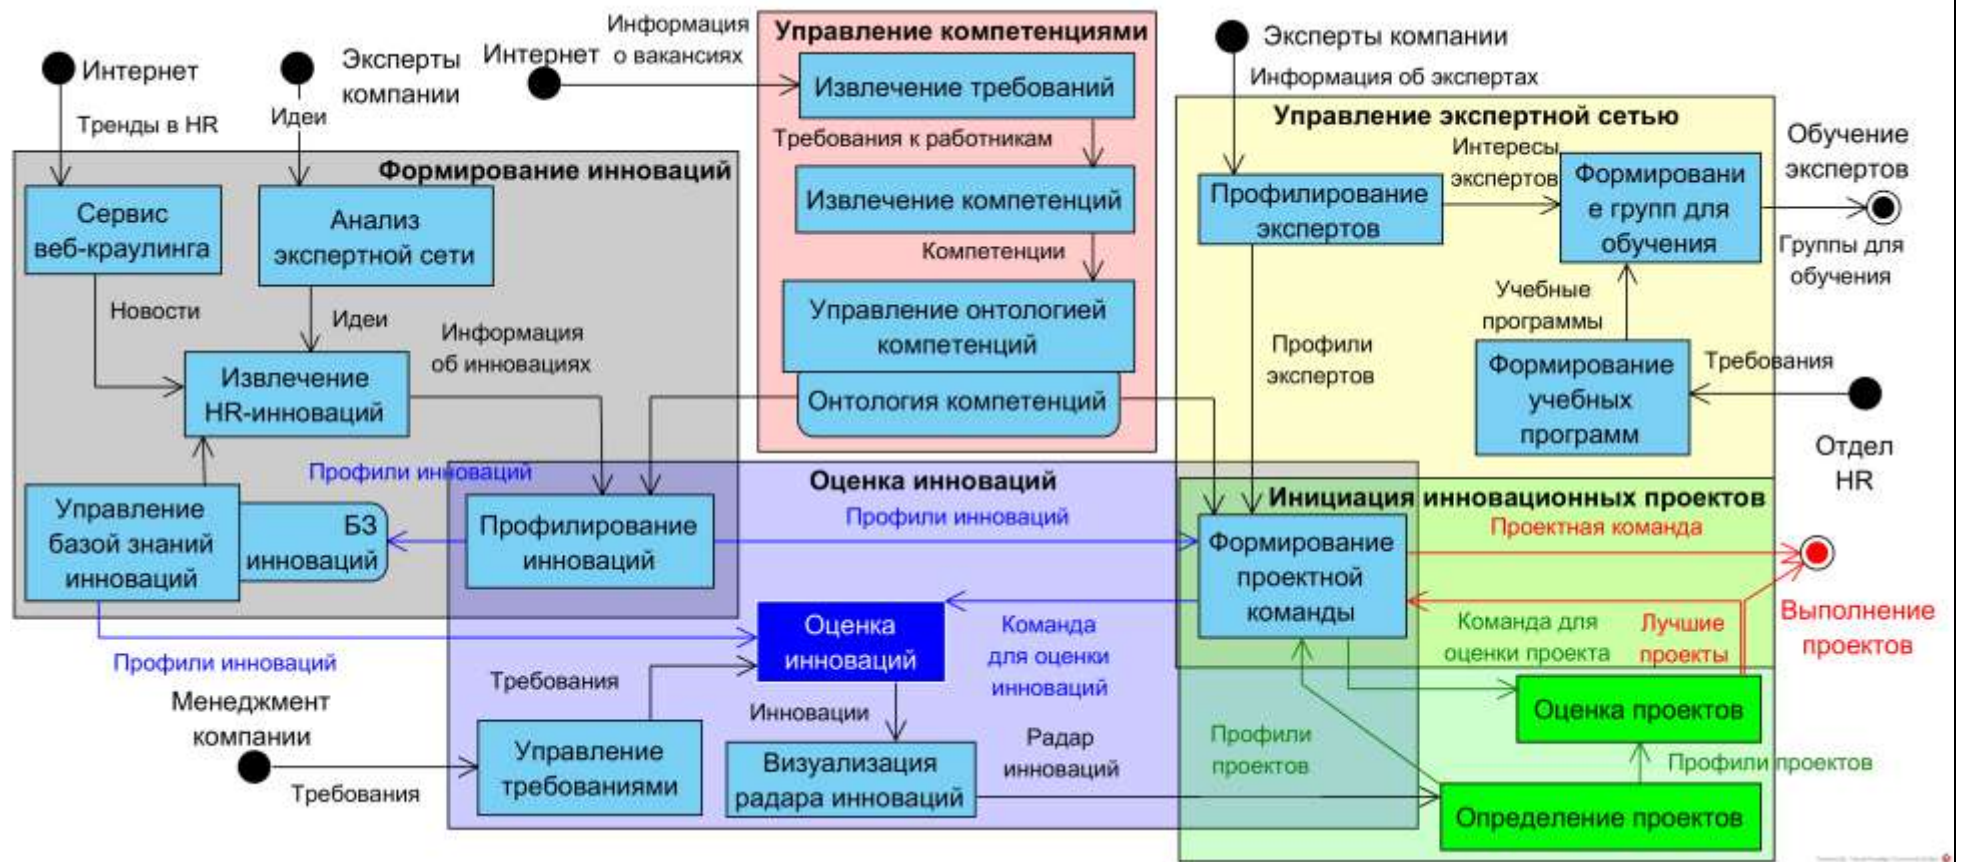 Интернет
Тренды в HR
Эксперты
компании
Идеи
Интернет
Информация
о вакансиях
Эксперты компании
Информация об экспертах
Формирование инноваций
Сервис
веб-краулинга
Анализ
экспертной сети
Новости
Идеи
Извлечение
HR-инноваций
Информация
об инновациях
Управление
базой знаний
инноваций
БЗ
инноваций
Профили инноваций
Профили инноваций
Управление компетенциями
Извлечение требований
Требования к работникам
Извлечение компетенций
Компетенции
Управление онтологией
компетенций
Онтология компетенций
Управление экспертной сетью
Профилирование
экспертов
Интересы
экспертов
Формировани
е групп для
обучения
Обучение
экспертов
Группы для
обучения
Учебные
программы
Формирование
учебных
программ
Требования
Отдел
HR
Профили
экспертов
Оценка инноваций
Профилирование
инноваций
Профили инноваций
Оценка
инноваций
Команда
для оценки
инноваций
Требования
Инновации
Менеджмент
компании
Требования
Управление
требованиями
Визуализация
радара инноваций
Радар
инноваций
Инициация инновационных проектов
Формирование
проектной
команды
Проектная команда
Команда для
оценки проекта
Лучшие
проекты
Выполнение
проектов
Оценка проектов
Профили
проектов
Профили проектов
Определение проектов